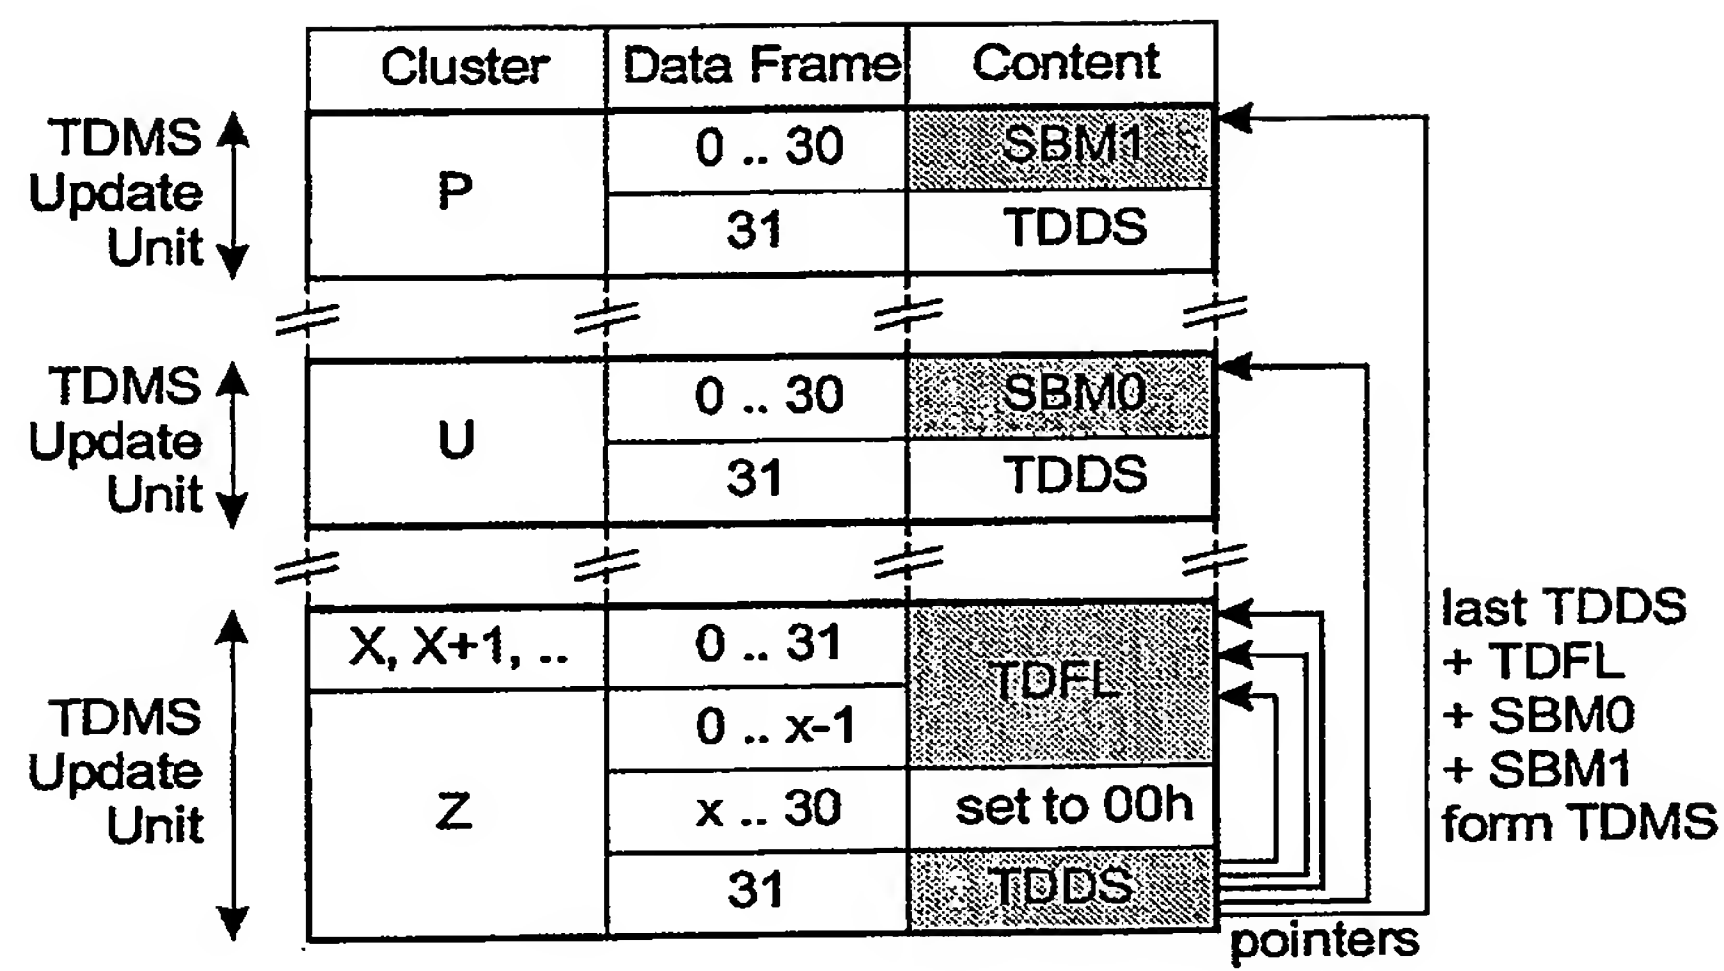 Cluster Data Frame Content
TDMS
Update
Unit
P
0 .. 30 SBM1
31 TDDS
TDMS
Update
Unit
U
0 .. 30 SBM0
31 TDDS
TDMS
Update
Unit
X, X+1, .. 0 .. 31
TDFL
Z
0 .. x-1
x .. 30 set to 00h
31 TDDS
last TDDS
+ TDFL
+ SBM0
+ SBM1
form TDMS
pointers